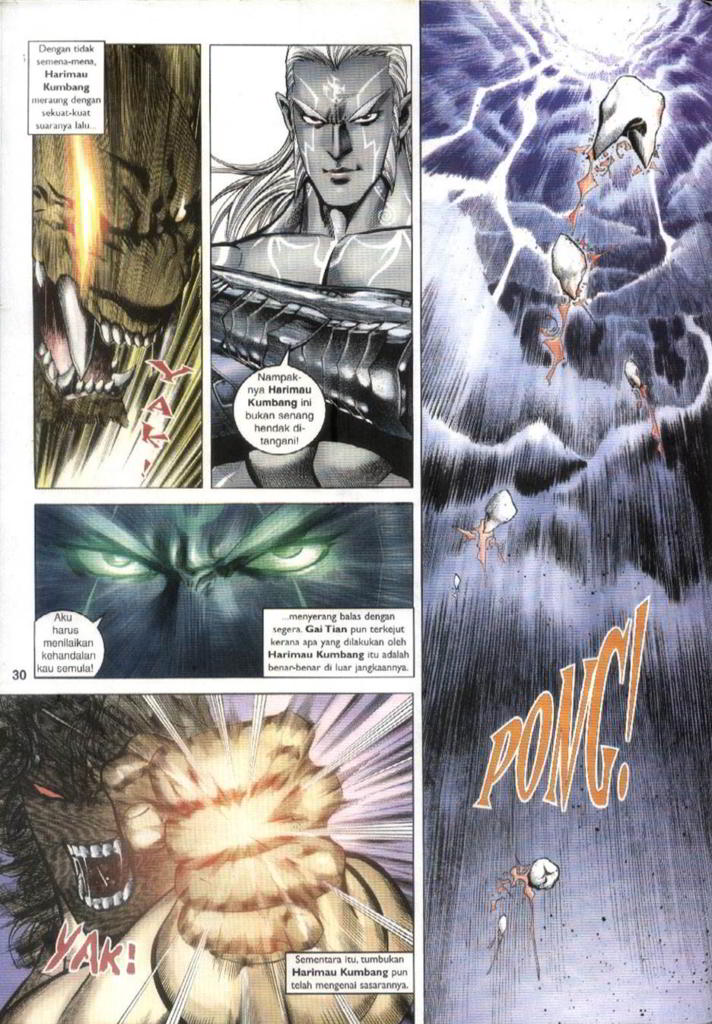 Dengan tidak
semena-mena,
Harimau
Kumbang
meraung dengan
sekuat-kuat
suaranya lalu...
YAK!
Nampak-
nya Harimau
Kumbang ini
bukan senang
hendak di-
tangani!
Aku
harus
menilaikan
kehandalan
kau semula!
...menyerang balas dengan
segera. Gai Tian pun terkejut
kerana apa yang dilakukan oleh
Harimau Kumbang itu adalah
benar-benar di luar jangkaannya.
30
YAK!
Sementara itu, tumbukan
Harimau Kumbang pun
telah mengenai sasarannya.
PONG!